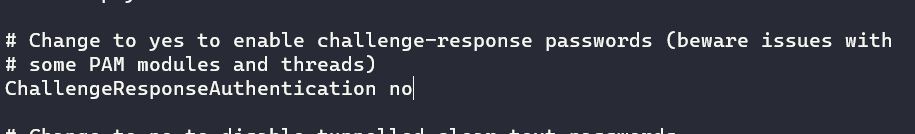 # Change to yes to enable challenge-response passwords (beware issues with
# some PAM modules and threads)
ChallengeResponseAuthentication no
# Change to no to disable tunnelled clear text passwords